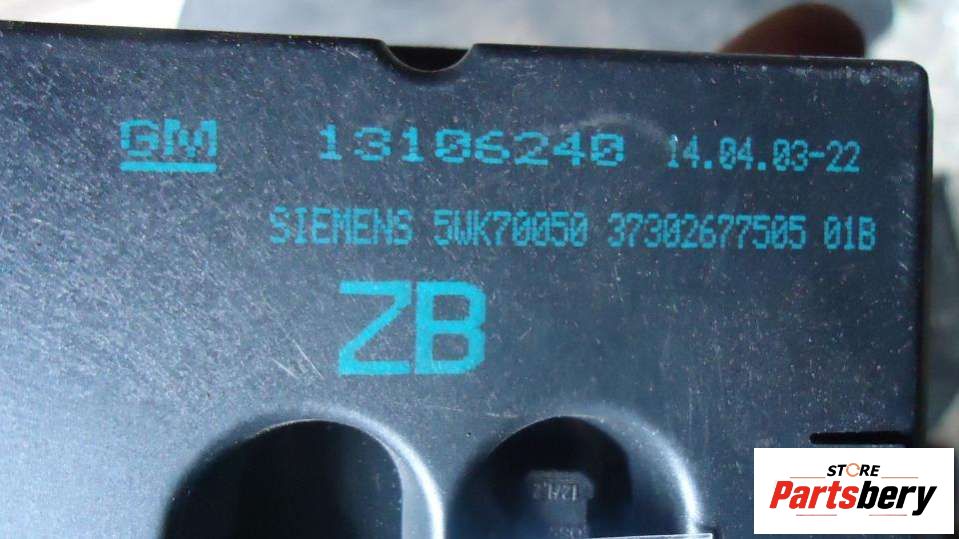 GM 13106240 14.04.03-22
SIEMENS 5WK70050 37302677505 01B
ZB
STORE
Partsbery